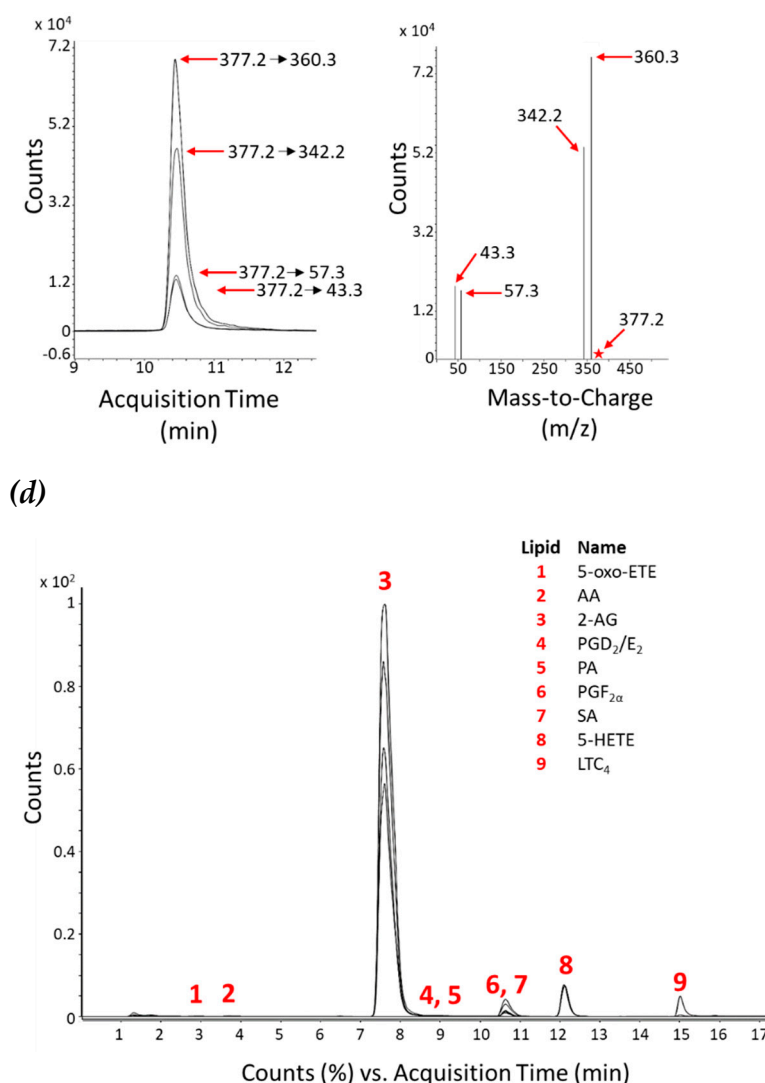 x 10⁴
7.2
5.2
3.2
1.2
0
-0.6
Counts
377.2→360.3
377.2→342.2
377.2→57.3
377.2→43.3
9 10 11 12
Acquisition Time
(min)
x 10⁴
7.2
5.2
3.2
1.2
0
Counts
360.3
342.2
43.3
57.3
377.2
50 150 250 350 450
Mass-to-Charge
(m/z)
(d)
Lipid Name
1 5-oxo-ETE
2 AA
3 2-AG
4 PGD₂/E₂
5 PA
6 PGF₂α
7 SA
8 5-HETE
9 LTC₄
x 10²
1
0.8
0.6
0.4
0.2
0
Counts
3
1 2 4, 5 6, 7 8 9
1 2 3 4 5 6 7 8 9 10 11 12 13 14 15 16 17
Counts (%) vs. Acquisition Time (min)